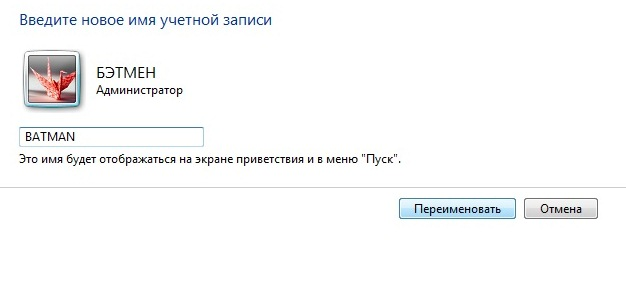 Введите новое имя учетной записи
БЭТМЕН
Администратор
BATMAN
Это имя будет отображаться на экране приветствия и в меню "Пуск".
Переименовать Отмена